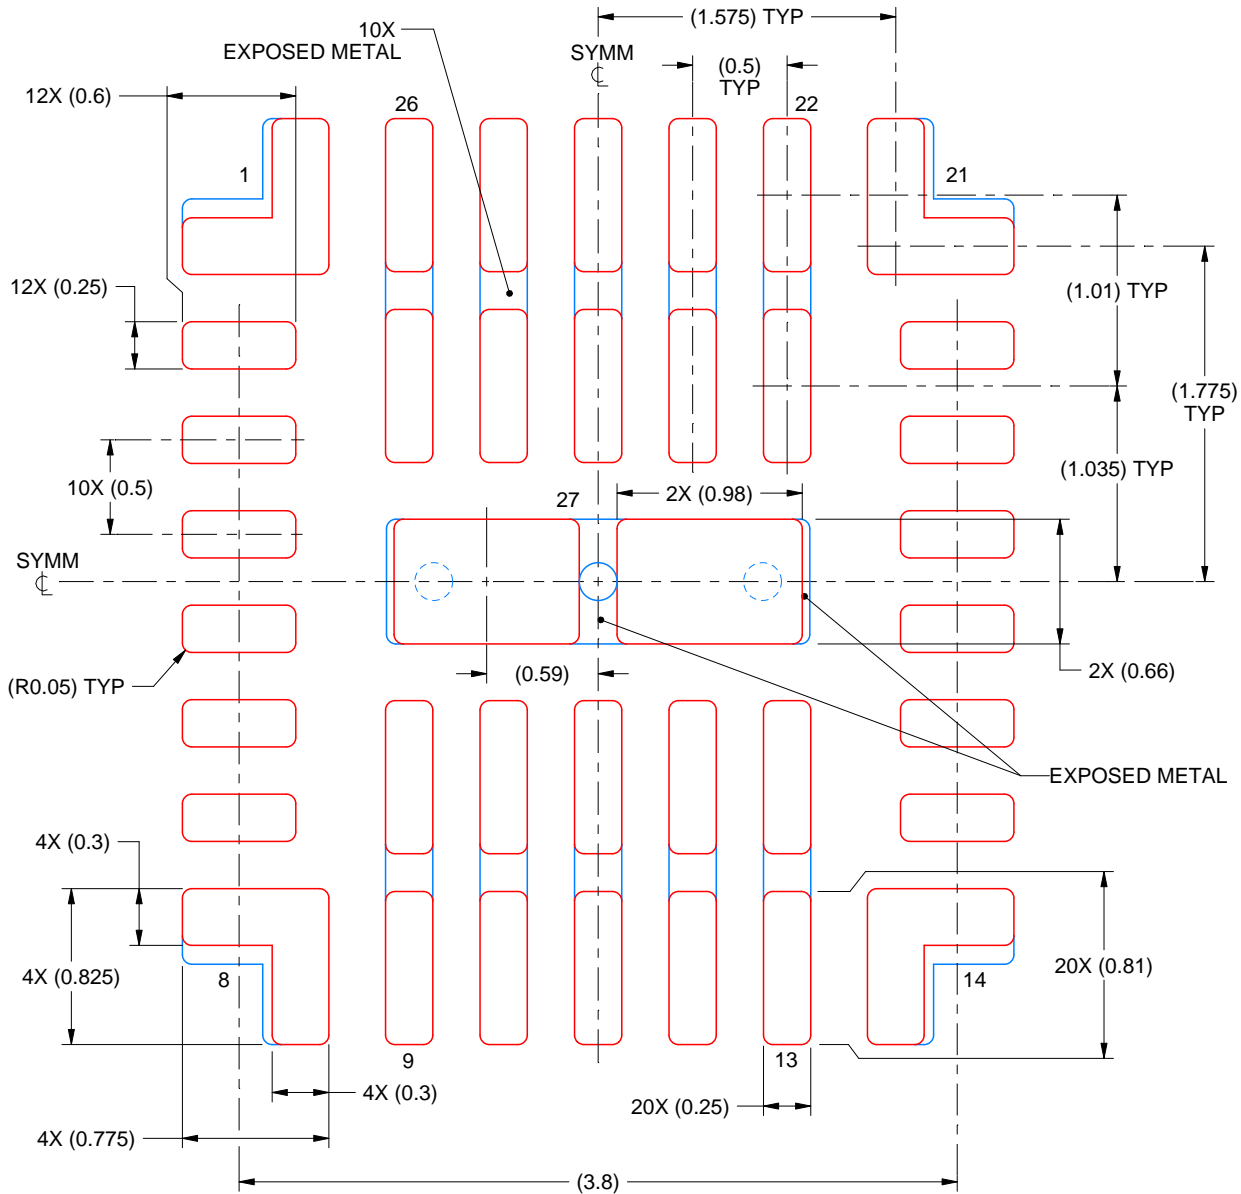 (1.575) TYP
10X
EXPOSED METAL
SYMM
℄
(0.5)
TYP
12X (0.6)
26
22
1
21
12X (0.25)
(1.01) TYP
(1.775)
TYP
(1.035) TYP
10X (0.5)
27
2X (0.98)
SYMM
℄
(R0.05) TYP
(0.59)
2X (0.66)
EXPOSED METAL
4X (0.3)
4X (0.825)
8
14
20X (0.81)
9
13
4X (0.3)
20X (0.25)
4X (0.775)
(3.8)